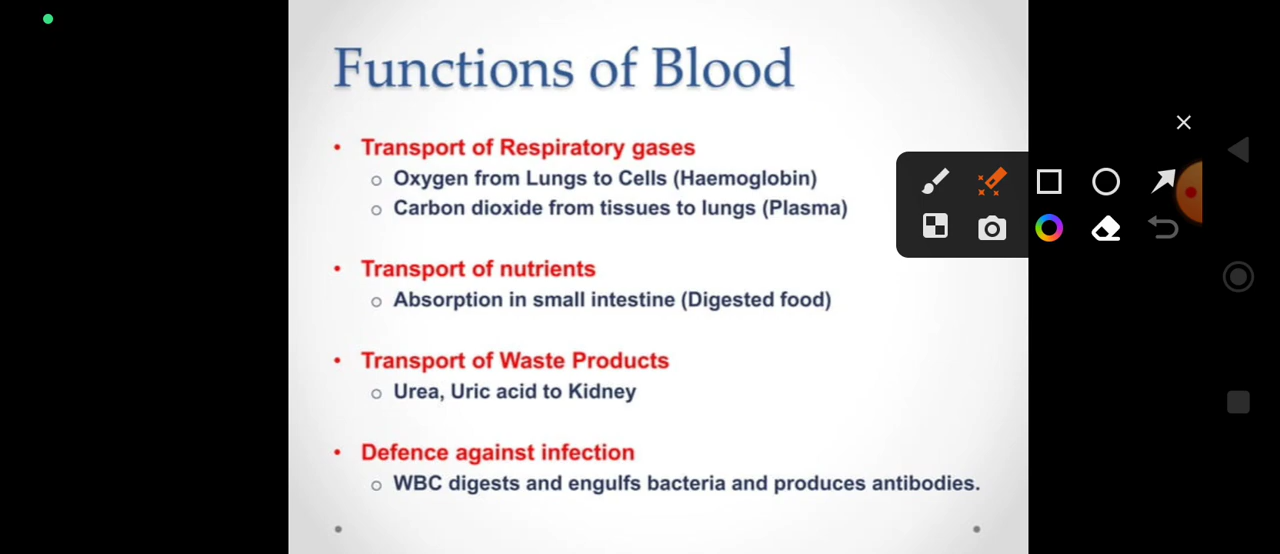 Functions of Blood
• Transport of Respiratory gases
o Oxygen from Lungs to Cells (Haemoglobin)
o Carbon dioxide from tissues to lungs (Plasma)
• Transport of nutrients
o Absorption in small intestine (Digested food)
• Transport of Waste Products
o Urea, Uric acid to Kidney
• Defence against infection
o WBC digests and engulfs bacteria and produces antibodies.